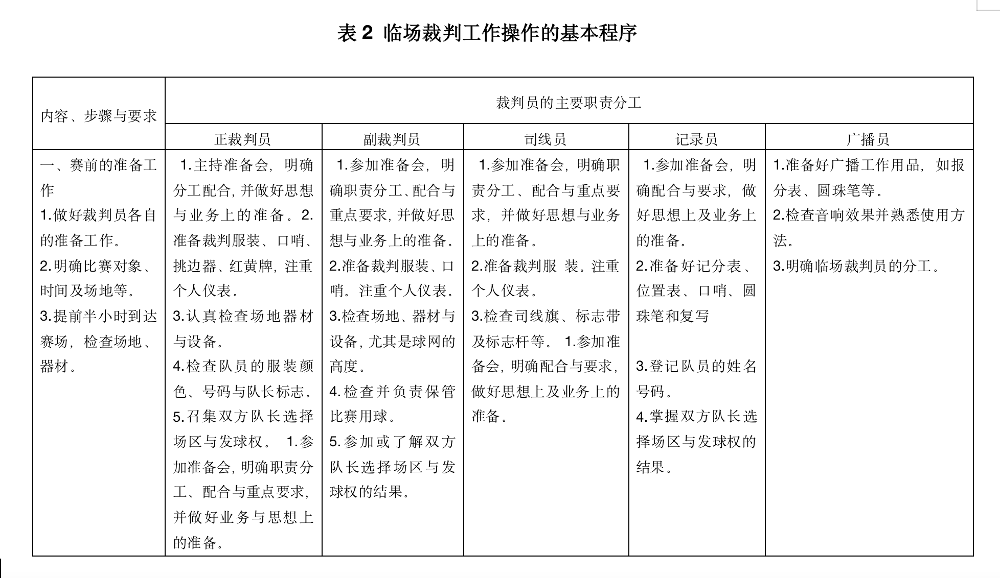 表 2 临场裁判工作操作的基本程序
内容、步骤与要求
裁判员的主要职责分工
正裁判员
副裁判员
司线员
记录员
广播员
一、赛前的准备工
作
1.做好裁判员各自
的准备工作。
2.明确比赛对象、
时间及场地等。
3.提前半小时到达
赛场，检查场地、
器材。
1.主持准备会，明确
分工配合，并做好思想
与业务上的准备。2.
准备裁判服装、口哨、
挑边器、红黄牌，注重
个人仪表。
3.认真检查场地器材
与设备。
4.检查队员的服装颜
色、号码与队长标志。
5.召集双方队长选择
场区与发球权。 1.参
加准备会，明确职责分
工、配合与重点要求，
并做好业务与思想上
的准备。
1.参加准备会，明
确职责分工、配合与
重点要求，并做好思
想与业务上的准备。
2.准备裁判服装、口
哨．注重个人仪表．
3.检查场地、器材与
设备，尤其是球网的
高度。
4.检查并负责保管
比赛用球。
5.参加或了解双方
队长选择场区与发
球权的结果。
1.参加准备会，明确职
责分工、配合与重点要
求，并做好思想与业务
上的准备。
2.准备裁判服 装。注重
个人仪表。
3.检查司线旗、标志带
及标志杆等。 1.参加准
备会，明确配合与要求，
做好思想上及业务上的
准备。
1.参加准备会，明
确配合与要求，做
好思想上及业务上
的准备。
2.准备好记分表、
位置表、口哨、圆
珠笔和复写
3.登记队员的姓名
号码。
4.掌握双方队长选
择场区与发球权的
结果。
1.准备好广播工作用品，如报
分表、圆珠笔等。
2.检查音响效果并熟悉使用方
法。
3.明确临场裁判员的分工。